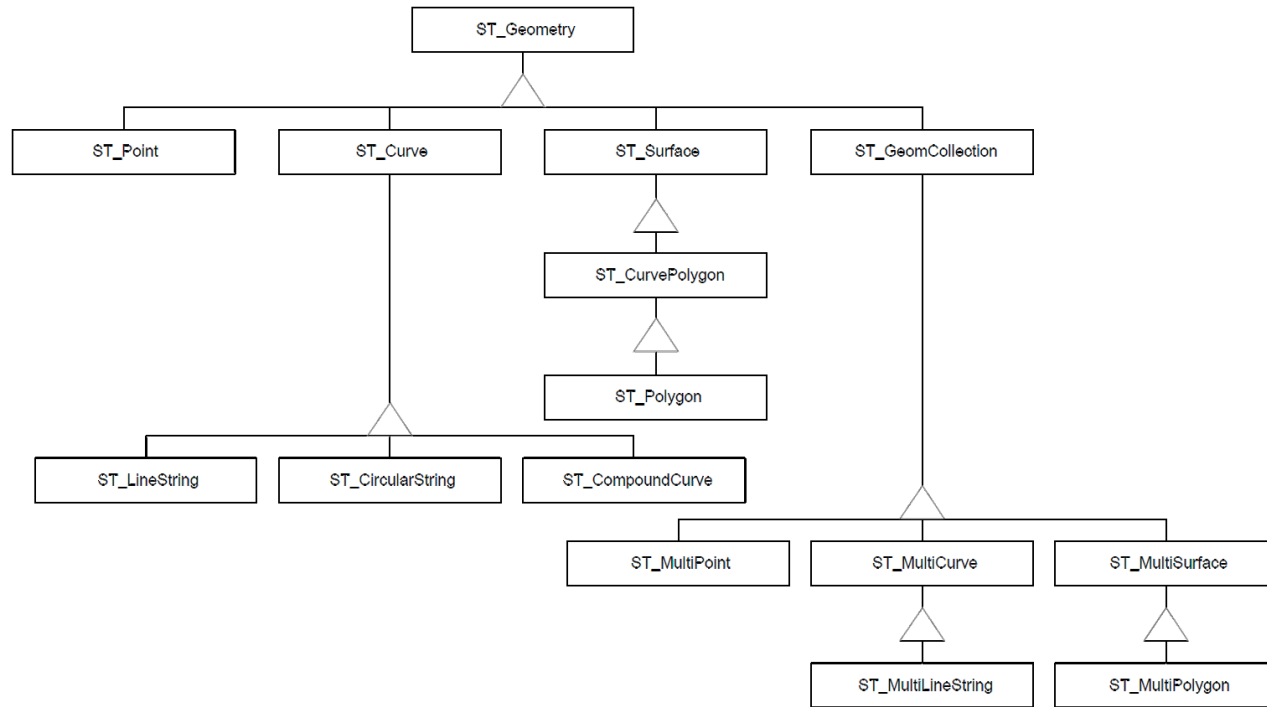 ST_Geometry
ST_Point
ST_Curve
ST_Surface
ST_GeomCollection
ST_CurvePolygon
ST_Polygon
ST_LineString
ST_CircularString
ST_CompoundCurve
ST_MultiPoint
ST_MultiCurve
ST_MultiSurface
ST_MultiLineString
ST_MultiPolygon